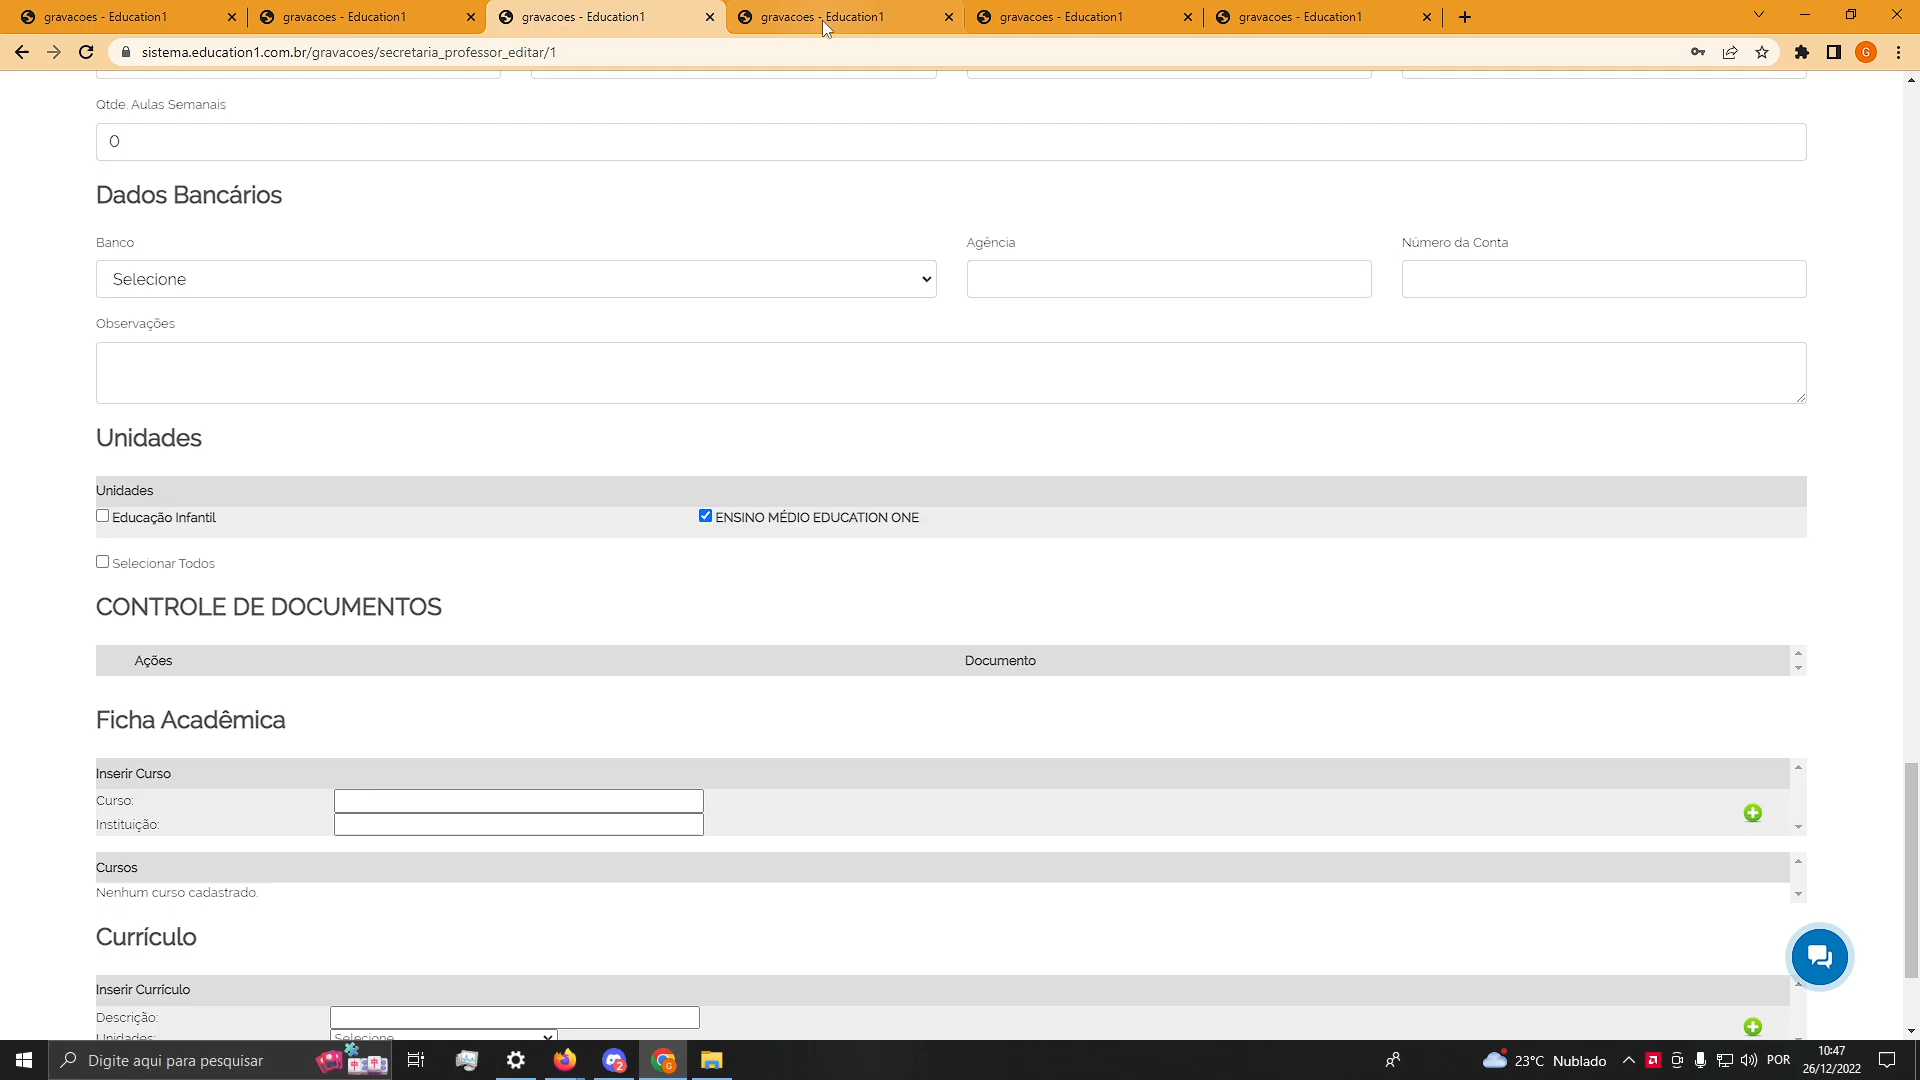 gravacoes - Education1
gravacoes - Education1
gravacoes - Education1
gravacoes - Education1
gravacoes - Education1
gravacoes - Education1
sistema.education1.com.br/gravacoes/secretaria_professor_editar/1
G
Qtde. Aulas Semanais
0
Dados Bancários
Banco
Agência
Número da Conta
Selecione
Observações
Unidades
Unidades
Educação Infantil
ENSINO MÉDIO EDUCATION ONE
Selecionar Todos
CONTROLE DE DOCUMENTOS
Ações
Documento
Ficha Acadêmica
Inserir Curso
Curso:
Instituição:
Cursos
Nenhum curso cadastrado.
Currículo
Inserir Currículo
Descrição:
Unidades:
Selecione
Digite aqui para pesquisar
2
G
23°C Nublado
POR
10:47
26/12/2022